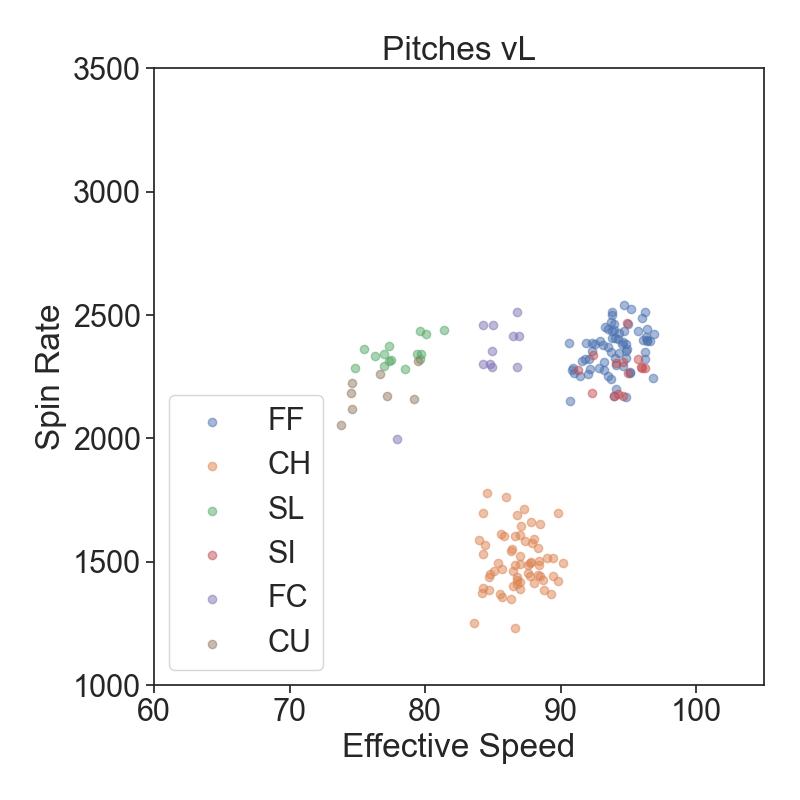 Pitches vL
3500
3000
2500
2000
1500
1000
Spin Rate
FF
CH
SL
SI
FC
CU
60 70 80 90 100
Effective Speed